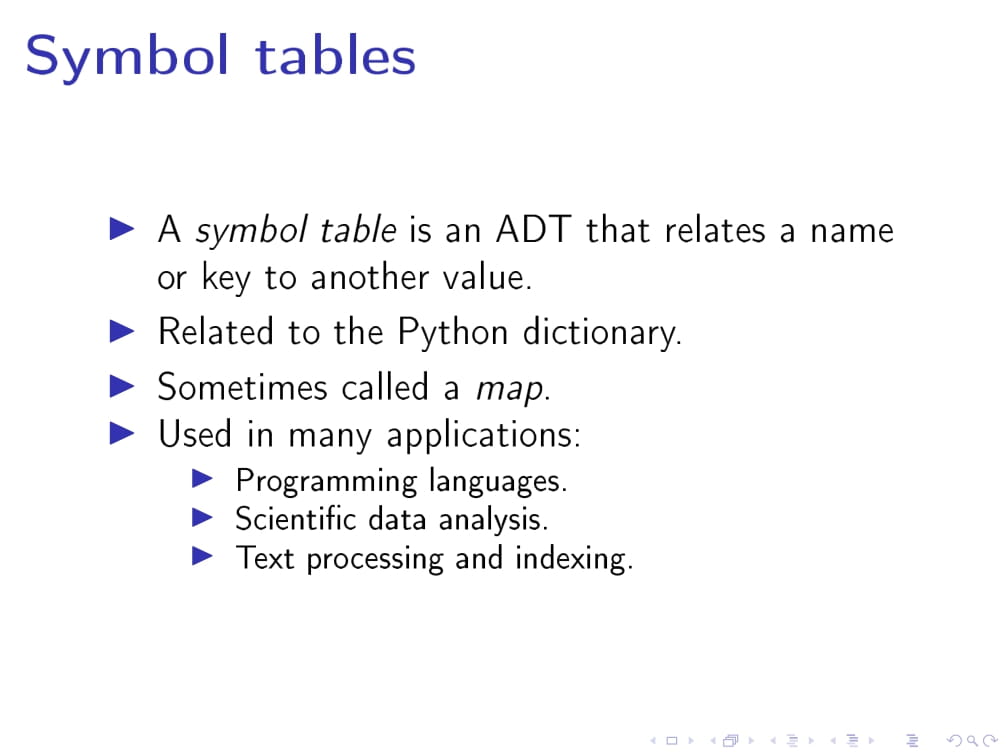 Symbol tables
A symbol table is an ADT that relates a name
or key to another value.
Related to the Python dictionary.
Sometimes called a map.
Used in many applications:
Programming languages.
Scientific data analysis.
Text processing and indexing.